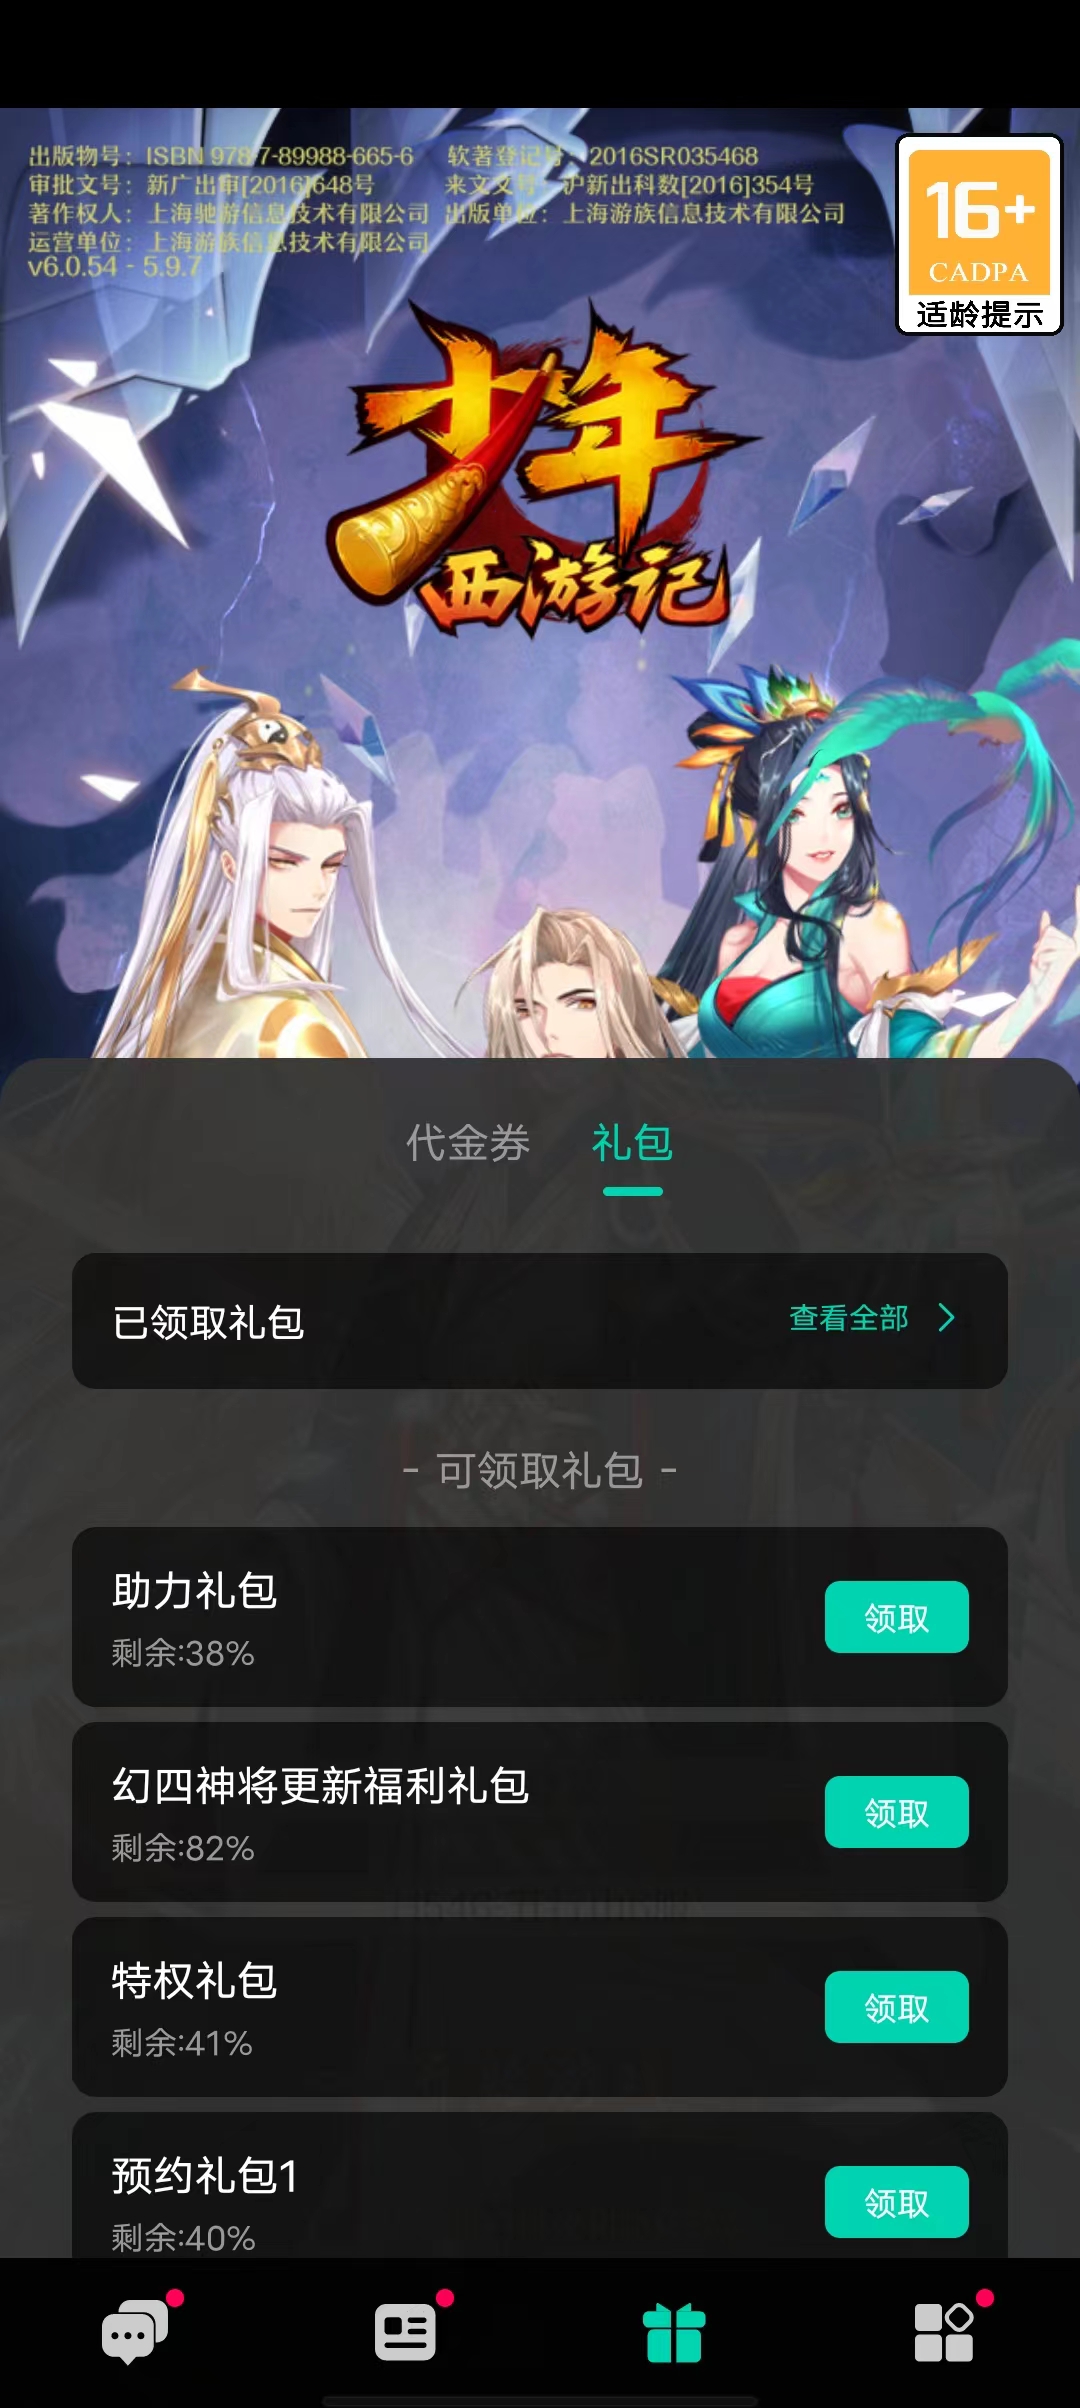 出版物号：ISBN 978-7-89988-665-6 软著登记号：2016SR035468
审批文号：新广出审[2016]648号 来文文号：沪新出科数[2016]354号
著作权人：上海驰游信息技术有限公司 出版单位：上海游族信息技术有限公司
运营单位：上海游族信息技术有限公司
v6.0.54 - 5.9.7
16+
CADPA
适龄提示
少年
西游记
代金券 礼包
已领取礼包 查看全部
- 可领取礼包 -
助力礼包
剩余:38%
领取
幻四神将更新福利礼包
剩余:82%
领取
特权礼包
剩余:41%
领取
预约礼包1
剩余:40%
领取